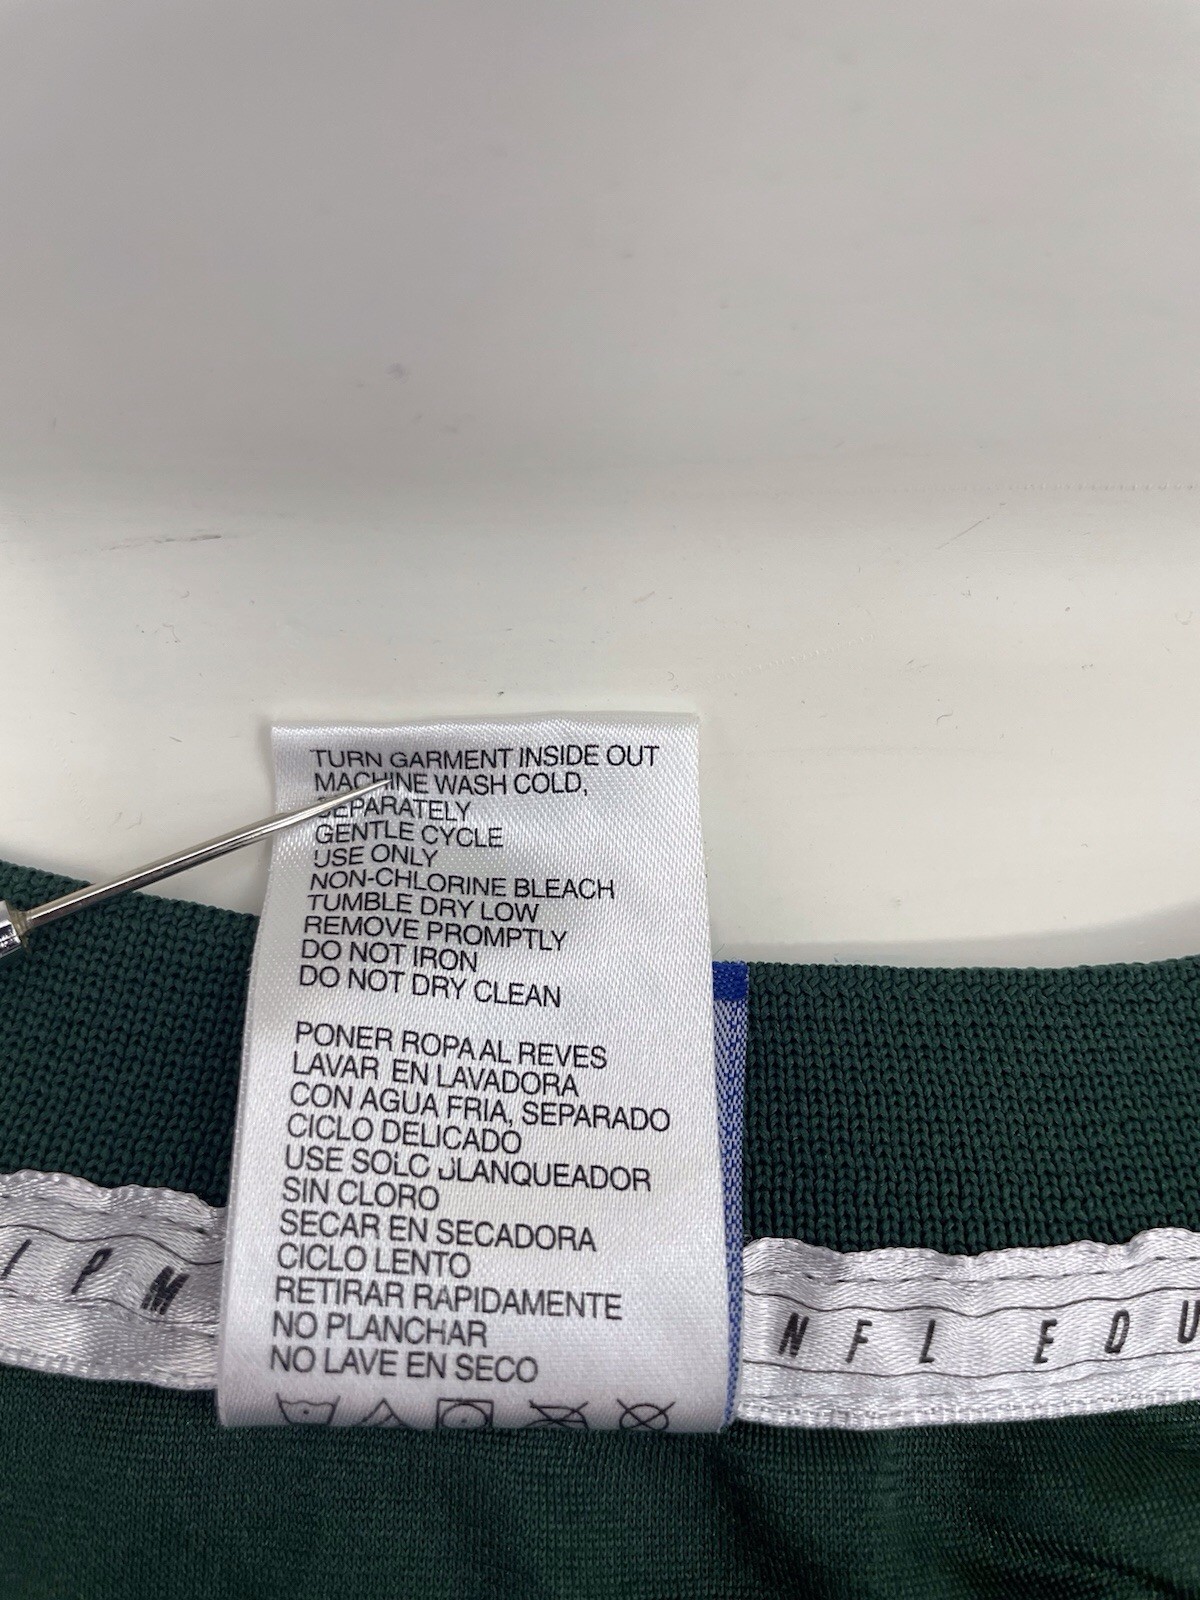 TURN GARMENT INSIDE OUT
MACHINE WASH COLD,
SEPARATELY
GENTLE CYCLE
USE ONLY
NON-CHLORINE BLEACH
TUMBLE DRY LOW
REMOVE PROMPTLY
DO NOT IRON
DO NOT DRY CLEAN
PONER ROPA AL REVES
LAVAR EN LAVADORA
CON AGUA FRIA, SEPARADO
CICLO DELICADO
USE SOLO BLANQUEADOR
SIN CLORO
SECAR EN SECADORA
CICLO LENTO
RETIRAR RAPIDAMENTE
NO PLANCHAR
NO LAVE EN SECO
I P M
NFL EQU